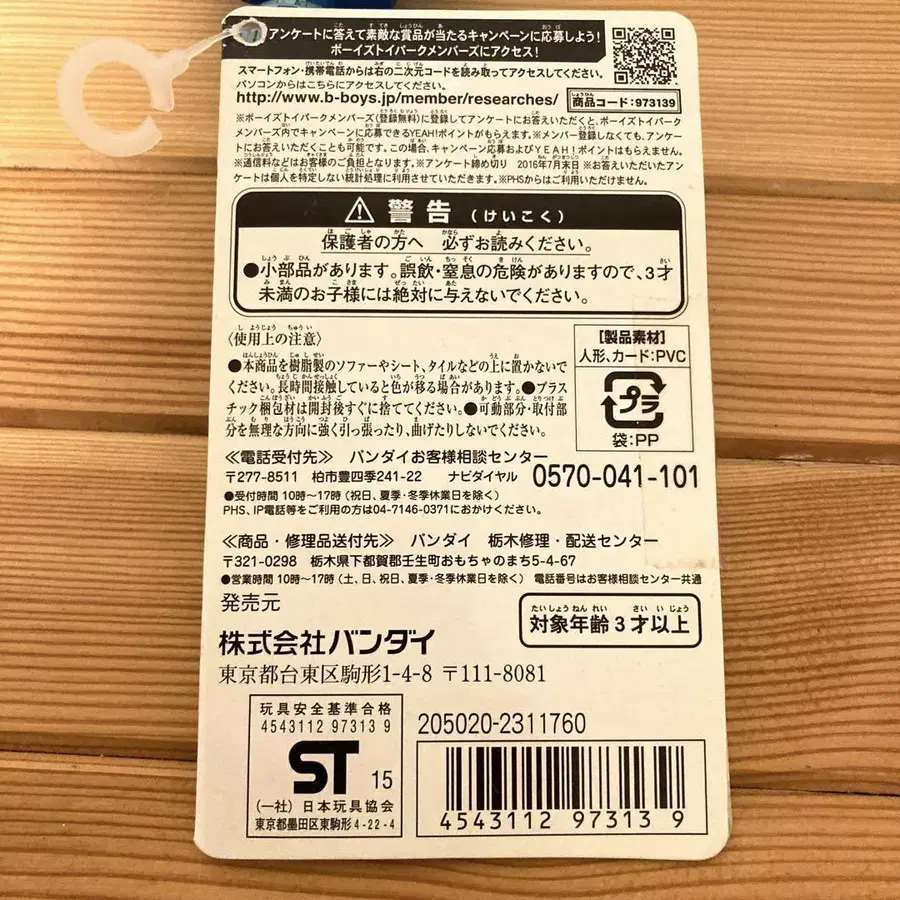 アンケートに答えて素敵な賞品が当たるキャンペーンに応募しよう!
ボーイズトイパークメンバーズにアクセス!
スマートフォン・携帯電話からは右の二次元コードを読み取ってアクセスしてください。
パソコンからはこちらにアクセスしてください。
http://www.b-boys.jp/member/researches/
商品コード:973139
※ボーイズトイパークメンバーズ(登録無料)に登録してアンケートにお答えいただくと、ボーイズトイパーク
メンバーズ内でキャンペーンに応募できるYEAH!ポイントがもらえます。※メンバー登録しなくても、アンケー
トにお答えいただくことも可能です。この場合、キャンペーン応募およびYEAH!ポイントはもらえません。
※通信料などはお客様のご負担となります。※アンケート締め切り 2016年7月末日 ※お答えいただいたアン
ケートは個人を特定しない統計処理に利用させていただきます。※PHSからはご利用いただけません。
⚠ 警告 (けいこく)
保護者の方へ 必ずお読みください。
●小部品があります。誤飲・窒息の危険がありますので、3才
未満のお子様には絶対に与えないでください。
〈使用上の注意〉
●本商品を樹脂製のソファーやシート、タイルなどの上に置かないで
ください。長時間接触していると色が移る場合があります。●プラス
チック梱包材は開封後すぐに捨ててください。●可動部分・取付部
分を無理な方向に強く引っ張ったり、曲げたりしないでください。
[製品素材]
人形、カード:PVC
プラ
袋:PP
≪電話受付先≫ バンダイお客様相談センター
〒277-8511 柏市豊四季241-22 ナビダイヤル 0570-041-101
●受付時間 10時〜17時(祝日、夏季・冬季休業日を除く)
PHS、IP電話等をご利用の方は04-7146-0371におかけください。
≪商品・修理品送付先≫ バンダイ 栃木修理・配送センター
〒321-0298 栃木県下都賀郡壬生町おもちゃのまち5-4-67
●営業時間 10時〜17時(土、日、祝日、夏季・冬季休業日を除く) 電話番号はお客様相談センター共通
発売元
株式会社バンダイ
東京都台東区駒形1-4-8 〒111-8081
対象年齢3才以上
玩具安全基準合格
4543112 97313 9
ST 15
(一社)日本玩具協会
東京都墨田区東駒形4-22-4
205020-2311760
4543112 97313 9